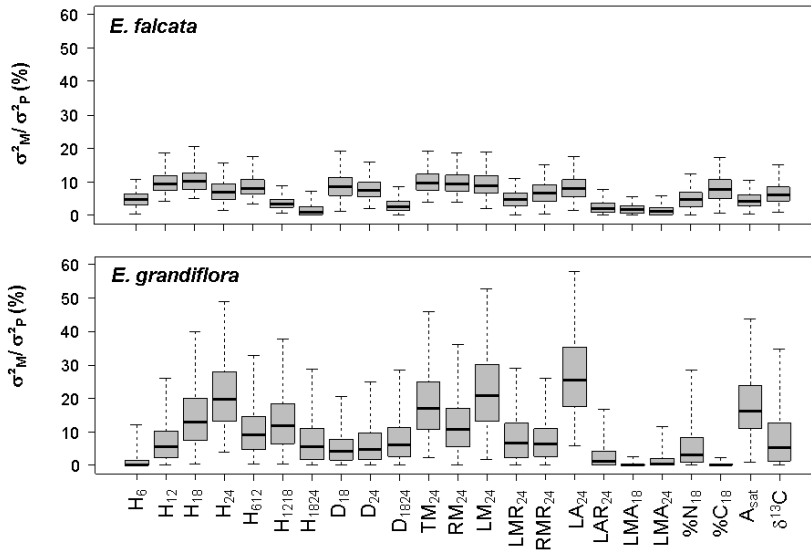 E. falcata
60
50
40
30
20
10
0
σ²M/ σ²P (%)
E. grandiflora
60
50
40
30
20
10
0
σ²M/ σ²P (%)
H6 H12 H18 H24 H612 H1218 H1824 D18 D24 D1824 TM24 RM24 LM24 LMR24 RMR24 LA24 LAR24 LMA18 LMA24 %N18 %C18 Asat δ13C